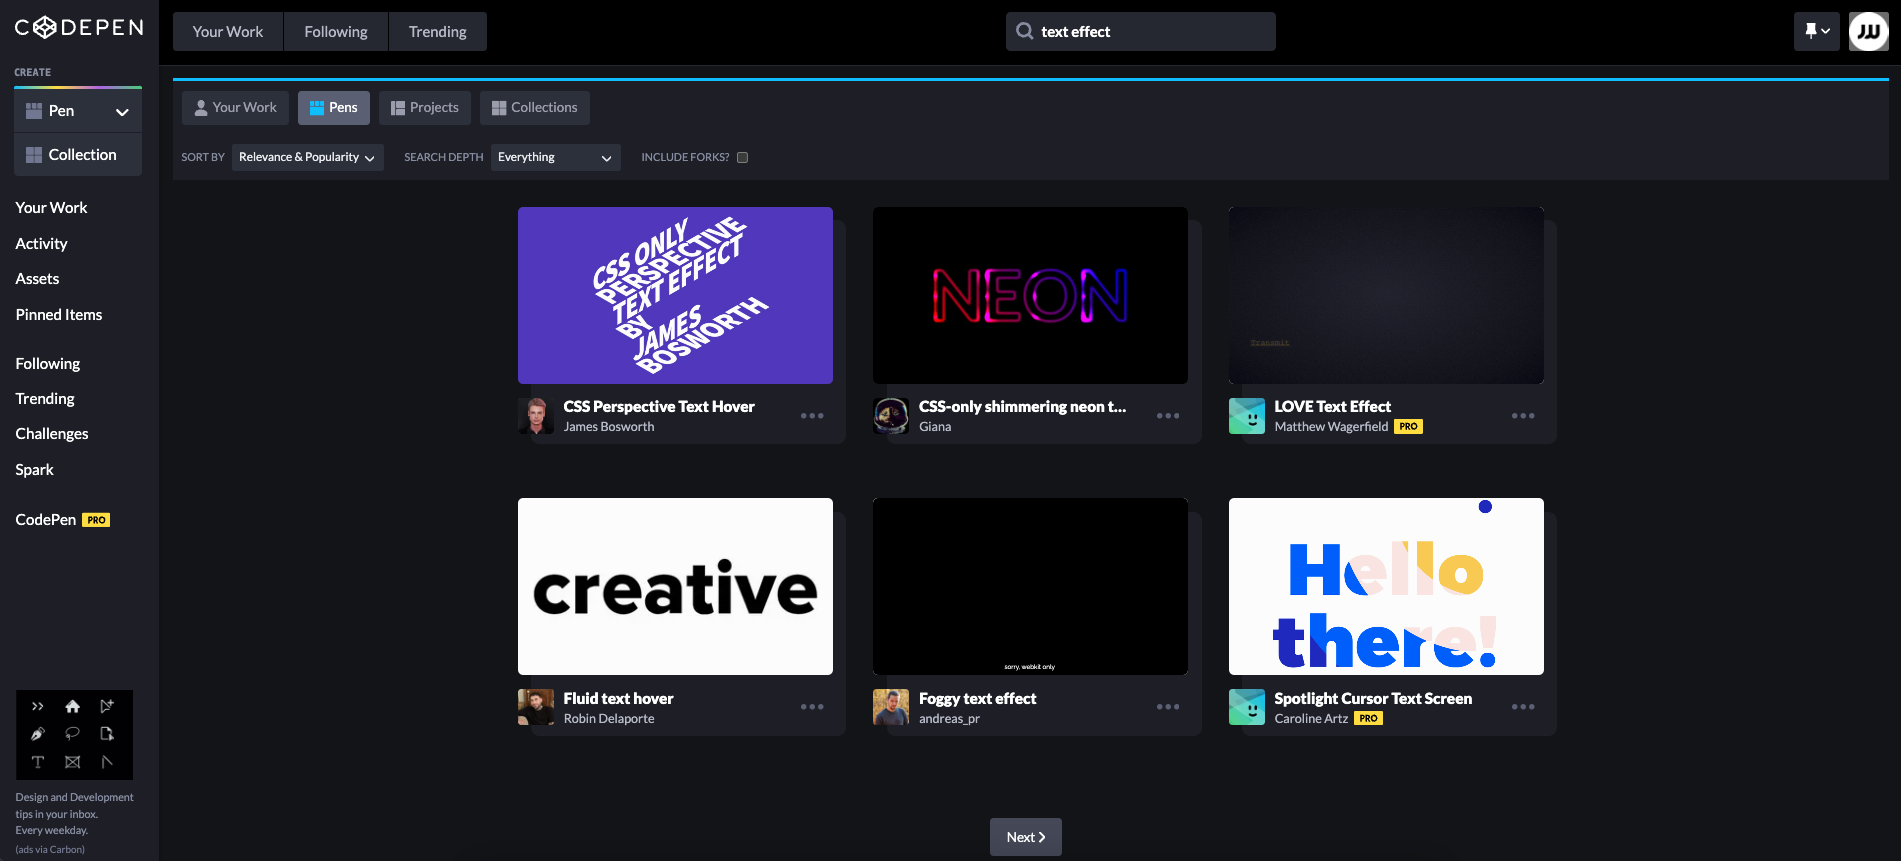 CODEPEN
Your Work
Following
Trending
text effect
CREATE
Pen
Collection
Your Work
Activity
Assets
Pinned Items
Following
Trending
Challenges
Spark
CodePen PRO
Design and Development
tips in your inbox.
Every weekday.
(ads via Carbon)
Your Work
Pens
Projects
Collections
SORT BY Relevance & Popularity
SEARCH DEPTH Everything
INCLUDE FORKS?
CSS ONLY
PERSPECTIVE
TEXT EFFECT
BY
JAMES
BOSWORTH
CSS Perspective Text Hover
James Bosworth
NEON
CSS-only shimmering neon t...
Giana
Transmit
LOVE Text Effect
Matthew Wagerfield PRO
creative
Fluid text hover
Robin Delaporte
sorry, webkit only
Foggy text effect
andreas_pr
Hello
there!
Spotlight Cursor Text Screen
Caroline Artz PRO
Next